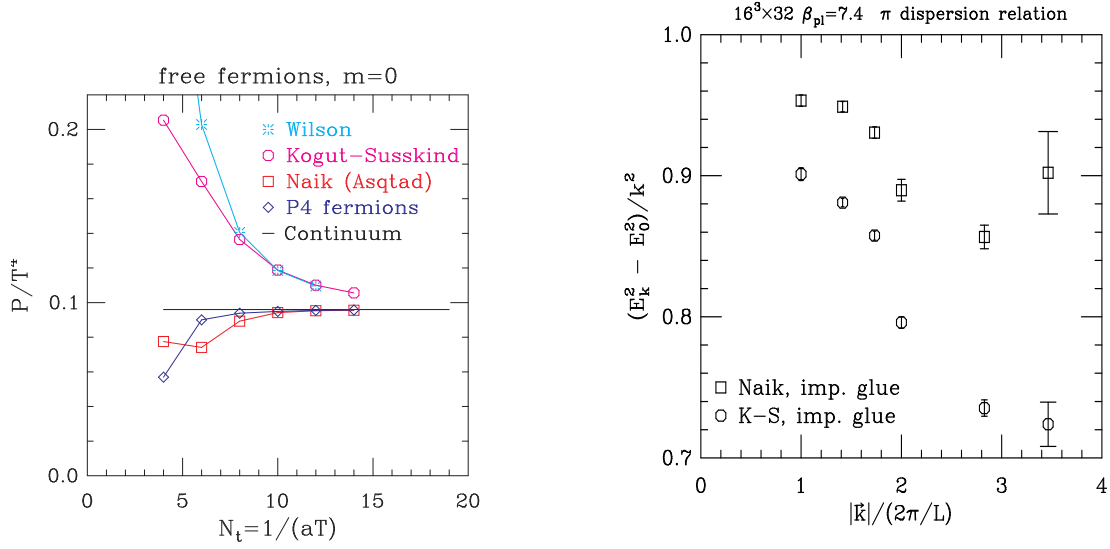 free fermions, m=0
P/T⁴
0.2
0.1
0.0
Wilson
Kogut−Susskind
Naik (Asqtad)
P4 fermions
Continuum
0 5 10 15 20
N_t=1/(aT)
16³×32 β_pl=7.4 π dispersion relation
(E_k² − E_0²)/k²
1.0
0.9
0.8
0.7
Naik, imp. glue
K−S, imp. glue
0 1 2 3 4
|k⃗|/(2π/L)